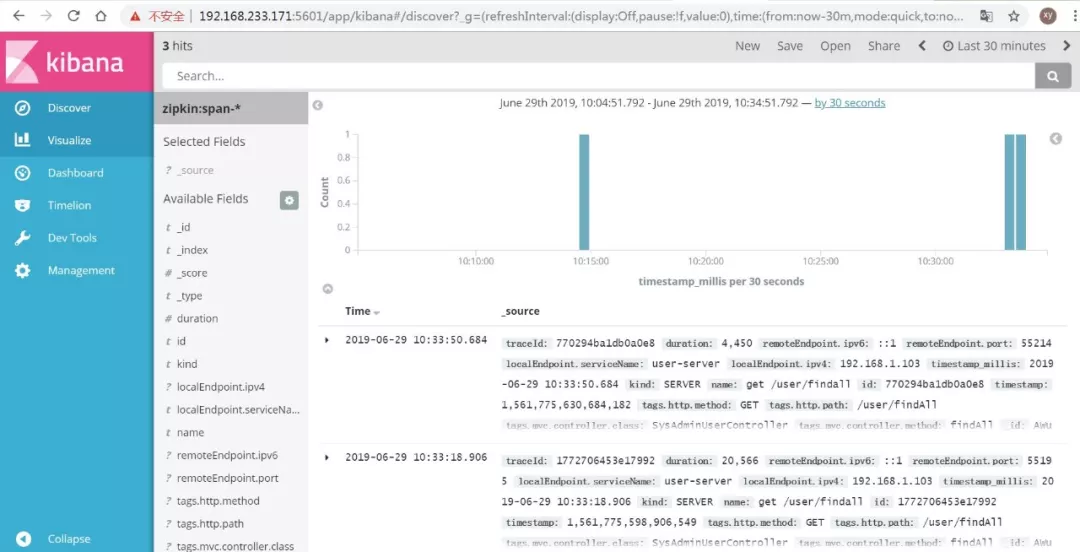 不安全 192.168.233.171:5601/app/kibana#/discover?_g=(refreshInterval:(display:Off,pause:!f,value:0),time:(from:now-30m,mode:quick,to:no...
xy
kibana
Discover
Visualize
Dashboard
Timelion
Dev Tools
Management
Collapse
3 hits
New Save Open Share Last 30 minutes
Search...
zipkin:span-*
Selected Fields
? _source
Available Fields
t _id
t _index
# _score
t _type
# duration
t id
t kind
? localEndpoint.ipv4
t localEndpoint.serviceNa...
t name
? remoteEndpoint.ipv6
? remoteEndpoint.port
? tags.http.method
? tags.http.path
? tags.mvc.controller.class
June 29th 2019, 10:04:51.792 - June 29th 2019, 10:34:51.792 — by 30 seconds
Count
1
0.8
0.6
0.4
0.2
0
10:10:00 10:15:00 10:20:00 10:25:00 10:30:00
timestamp_millis per 30 seconds
Time _source
2019-06-29 10:33:50.684 traceId: 770294ba1db0a0e8 duration: 4,450 remoteEndpoint.ipv6: ::1 remoteEndpoint.port: 55214
localEndpoint.serviceName: user-server localEndpoint.ipv4: 192.168.1.103 timestamp_millis: 2019
-06-29 10:33:50.684 kind: SERVER name: get /user/findall id: 770294ba1db0a0e8 timestamp:
1,561,775,630,684,182 tags.http.method: GET tags.http.path: /user/findAll
tags.mvc.controller.class: SysAdminUserController tags.mvc.controller.method: findAll _id: AWu
2019-06-29 10:33:18.906 traceId: 1772706453e17992 duration: 20,566 remoteEndpoint.ipv6: ::1 remoteEndpoint.port: 5519
5 localEndpoint.serviceName: user-server localEndpoint.ipv4: 192.168.1.103 timestamp_millis: 20
19-06-29 10:33:18.906 kind: SERVER name: get /user/findall id: 1772706453e17992
timestamp: 1,561,775,598,906,549 tags.http.method: GET tags.http.path: /user/findAll
tags.mvc.controller.class: SysAdminUserController tags.mvc.controller.method: findAll